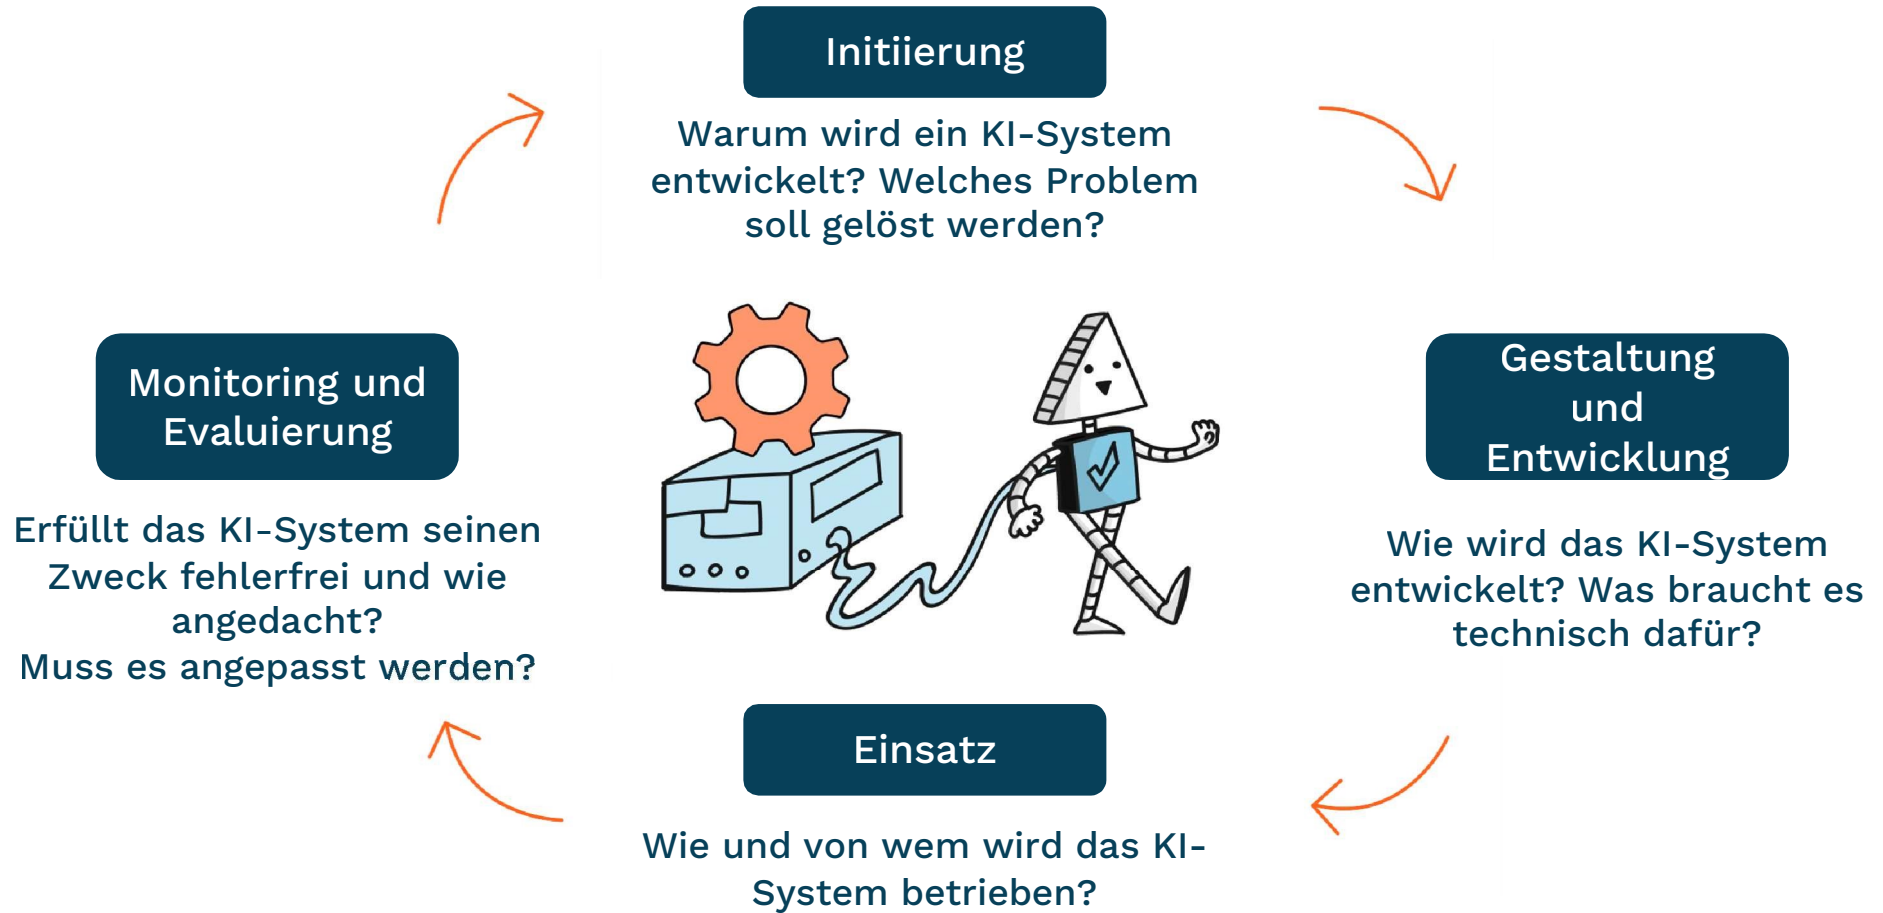 Initiierung
Warum wird ein KI-System
entwickelt? Welches Problem
soll gelöst werden?
Gestaltung
und
Entwicklung
Wie wird das KI-System
entwickelt? Was braucht es
technisch dafür?
Einsatz
Wie und von wem wird das KI-
System betrieben?
Monitoring und
Evaluierung
Erfüllt das KI-System seinen
Zweck fehlerfrei und wie
angedacht?
Muss es angepasst werden?